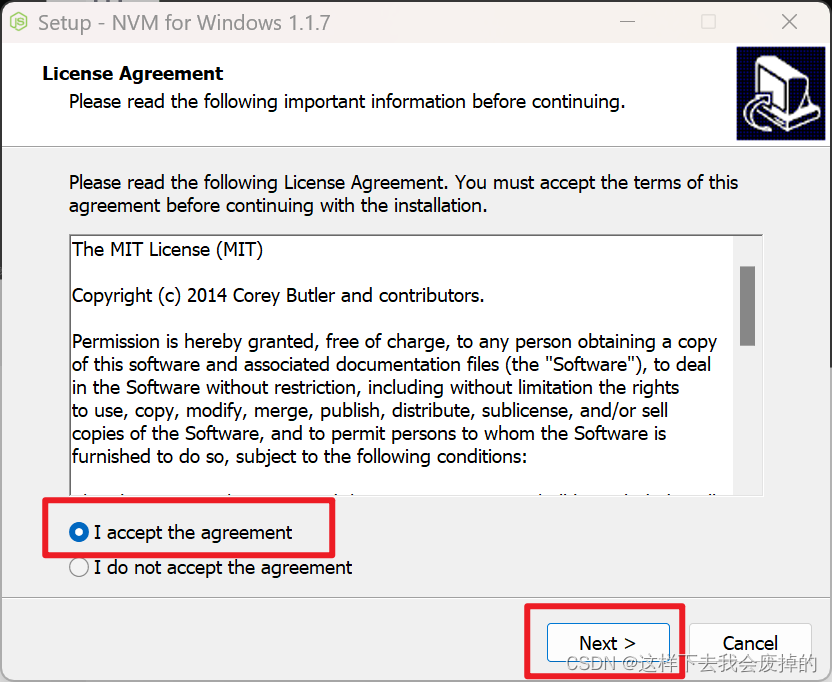 Setup - NVM for Windows 1.1.7
License Agreement
Please read the following important information before continuing.
Please read the following License Agreement. You must accept the terms of this
agreement before continuing with the installation.
The MIT License (MIT)
Copyright (c) 2014 Corey Butler and contributors.
Permission is hereby granted, free of charge, to any person obtaining a copy
of this software and associated documentation files (the "Software"), to deal
in the Software without restriction, including without limitation the rights
to use, copy, modify, merge, publish, distribute, sublicense, and/or sell
copies of the Software, and to permit persons to whom the Software is
furnished to do so, subject to the following conditions:
I accept the agreement
I do not accept the agreement
Next >
Cancel
CSDN @这样下去我会废掉的